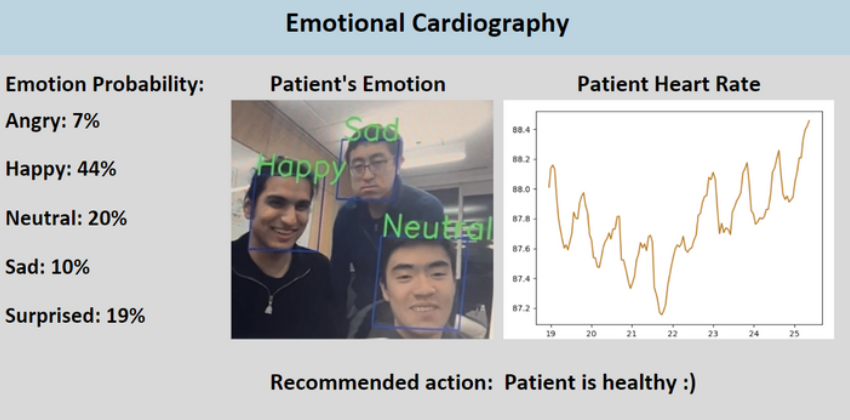 Emotional Cardiography
Emotion Probability:
Angry: 7%
Happy: 44%
Neutral: 20%
Sad: 10%
Surprised: 19%
Patient's Emotion
Sad
Happy
Neutral
Patient Heart Rate
88.4
88.2
88.0
87.8
87.6
87.4
87.2
19 20 21 22 23 24 25
Recommended action: Patient is healthy :)